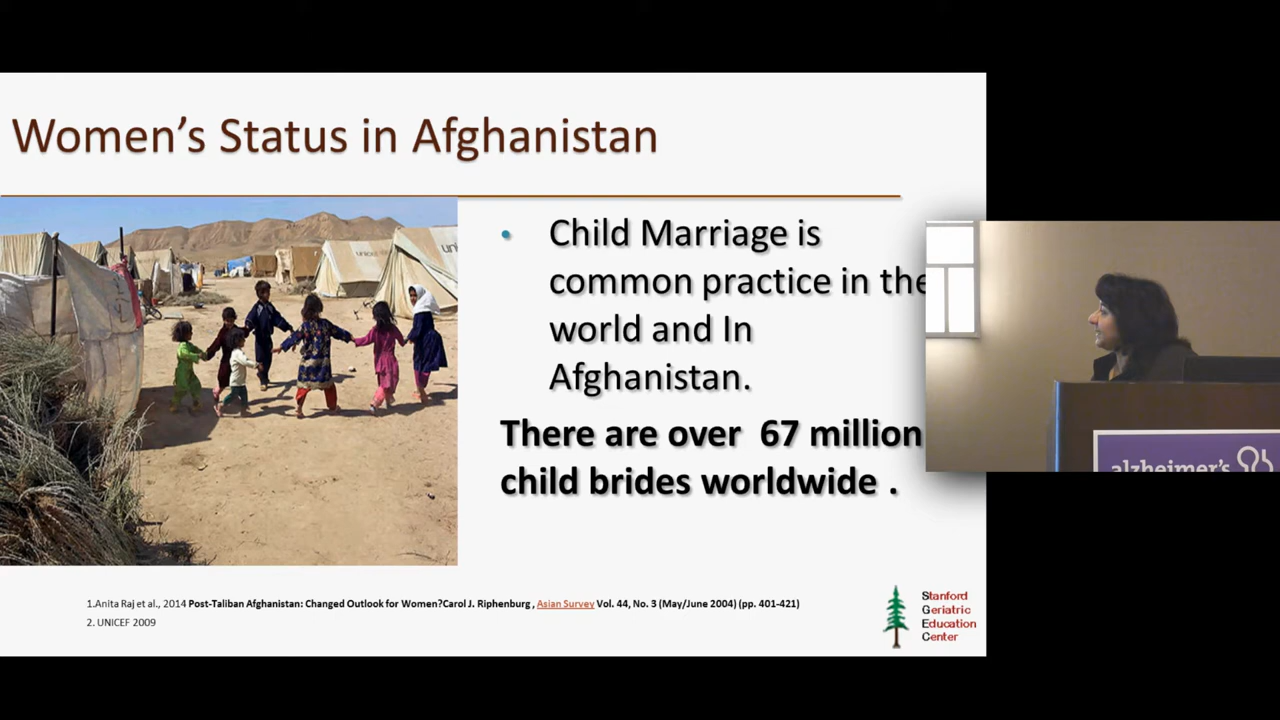 Women's Status in Afghanistan
• Child Marriage is
common practice in the
world and In
Afghanistan.
There are over 67 million
child brides worldwide .
unicef
uni
alzheimer's
1.Anita Raj et al., 2014 Post-Taliban Afghanistan: Changed Outlook for Women?Carol J. Riphenburg , Asian Survey Vol. 44, No. 3 (May/June 2004) (pp. 401-421)
2. UNICEF 2009
Stanford
Geriatric
Education
Center